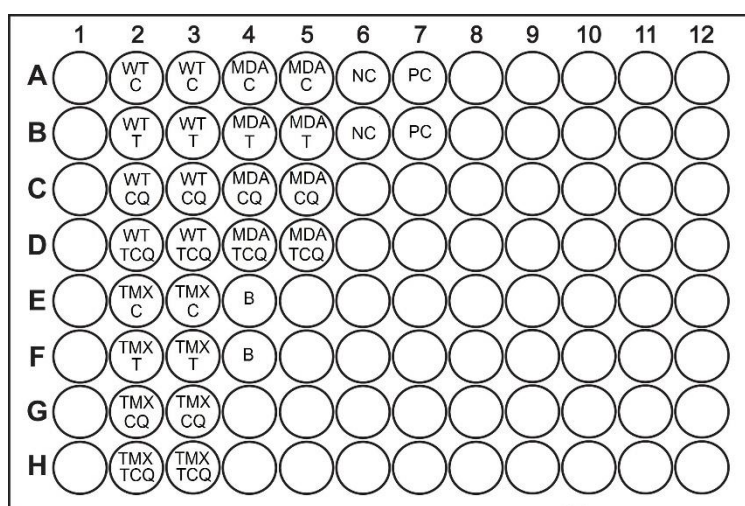 1 2 3 4 5 6 7 8 9 10 11 12
A WT C WT C MDA C MDA C NC PC
B WT T WT T MDA T MDA T NC PC
C WT CQ WT CQ MDA CQ MDA CQ
D WT TCQ WT TCQ MDA TCQ MDA TCQ
E TMX C TMX C B
F TMX T TMX T B
G TMX CQ TMX CQ
H TMX TCQ TMX TCQ